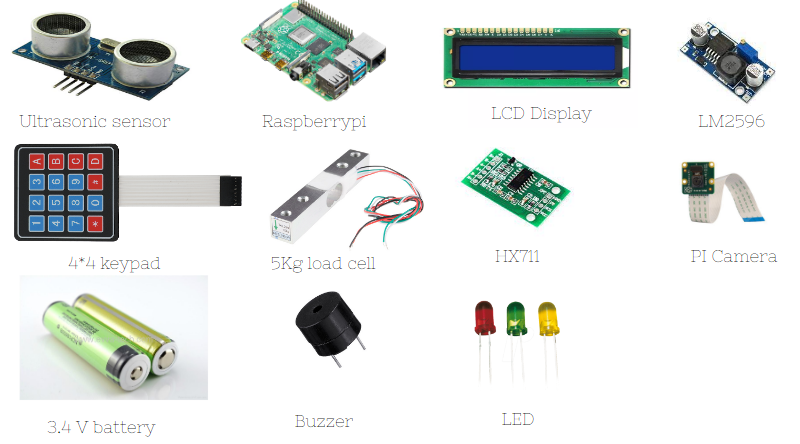 Ultrasonic sensor
Raspberrypi
LCD Display
LM2596
A B C D
3 6 9 a
2 5 8 0
1 4 7 *
4*4 keypad
5Kg load cell
HX711
PI Camera
3.4 V battery
Buzzer
LED